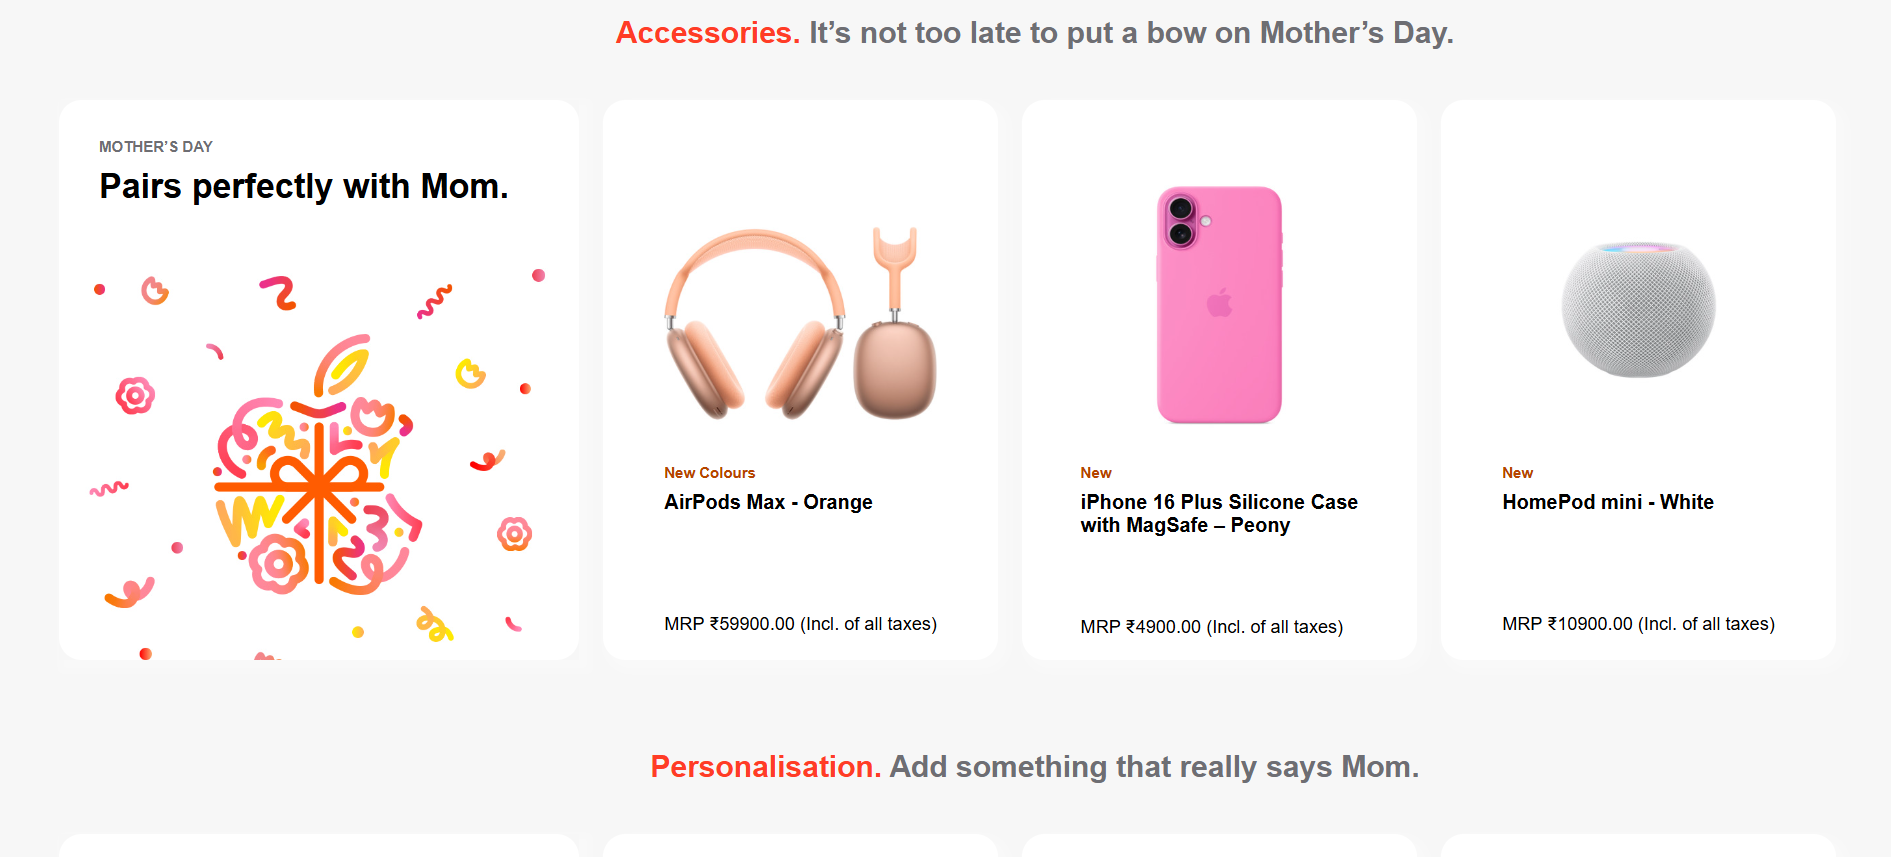 Accessories. It’s not too late to put a bow on Mother’s Day.
MOTHER’S DAY
Pairs perfectly with Mom.
New Colours
AirPods Max - Orange
MRP ₹59900.00 (Incl. of all taxes)
New
iPhone 16 Plus Silicone Case
with MagSafe – Peony
MRP ₹4900.00 (Incl. of all taxes)
New
HomePod mini - White
MRP ₹10900.00 (Incl. of all taxes)
Personalisation. Add something that really says Mom.